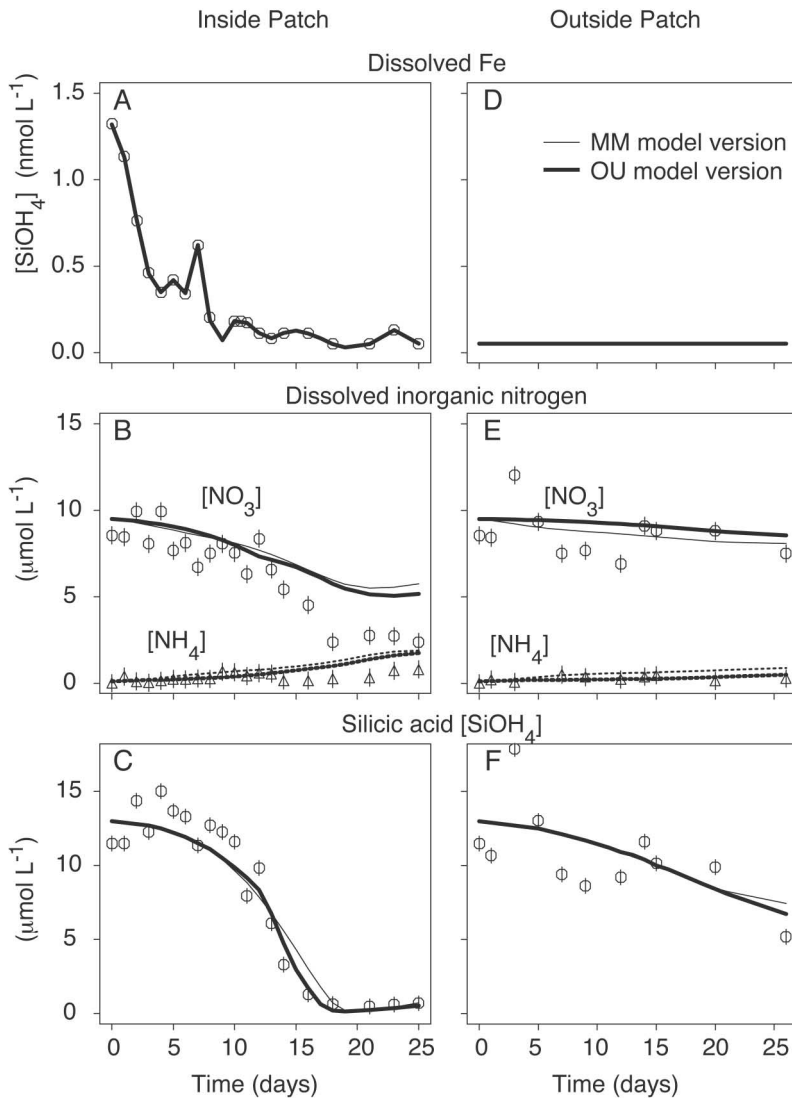 Inside Patch
Outside Patch
Dissolved Fe
A
D
MM model version
OU model version
[SiOH4] (nmol L-1)
1.5
1.0
0.5
0.0
Dissolved inorganic nitrogen
B
E
[NO3]
[NO3]
[NH4]
[NH4]
(μmol L-1)
15
10
5
0
Silicic acid [SiOH4]
C
F
(μmol L-1)
15
10
5
0
0 5 10 15 20 25
0 5 10 15 20 25
Time (days)
Time (days)